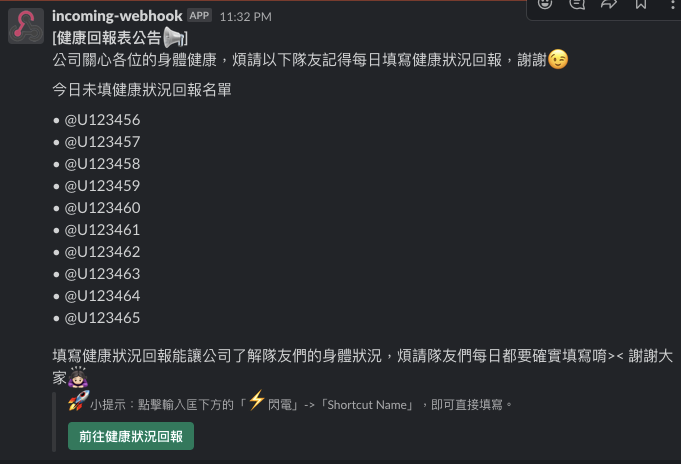 incoming-webhook APP 11:32 PM
[健康回報表公告📢]
公司關心各位的身體健康，煩請以下隊友記得每日填寫健康狀況回報，謝謝😉
今日未填健康狀況回報名單
• @U123456
• @U123457
• @U123458
• @U123459
• @U123460
• @U123461
• @U123462
• @U123463
• @U123464
• @U123465
填寫健康狀況回報能讓公司了解隊友們的身體狀況，煩請隊友們每日都要確實填寫唷>< 謝謝大
家🙇🏻‍♀️
🚀小提示：點擊輸入匡下方的「⚡閃電」->「Shortcut Name」，即可直接填寫。
前往健康狀況回報